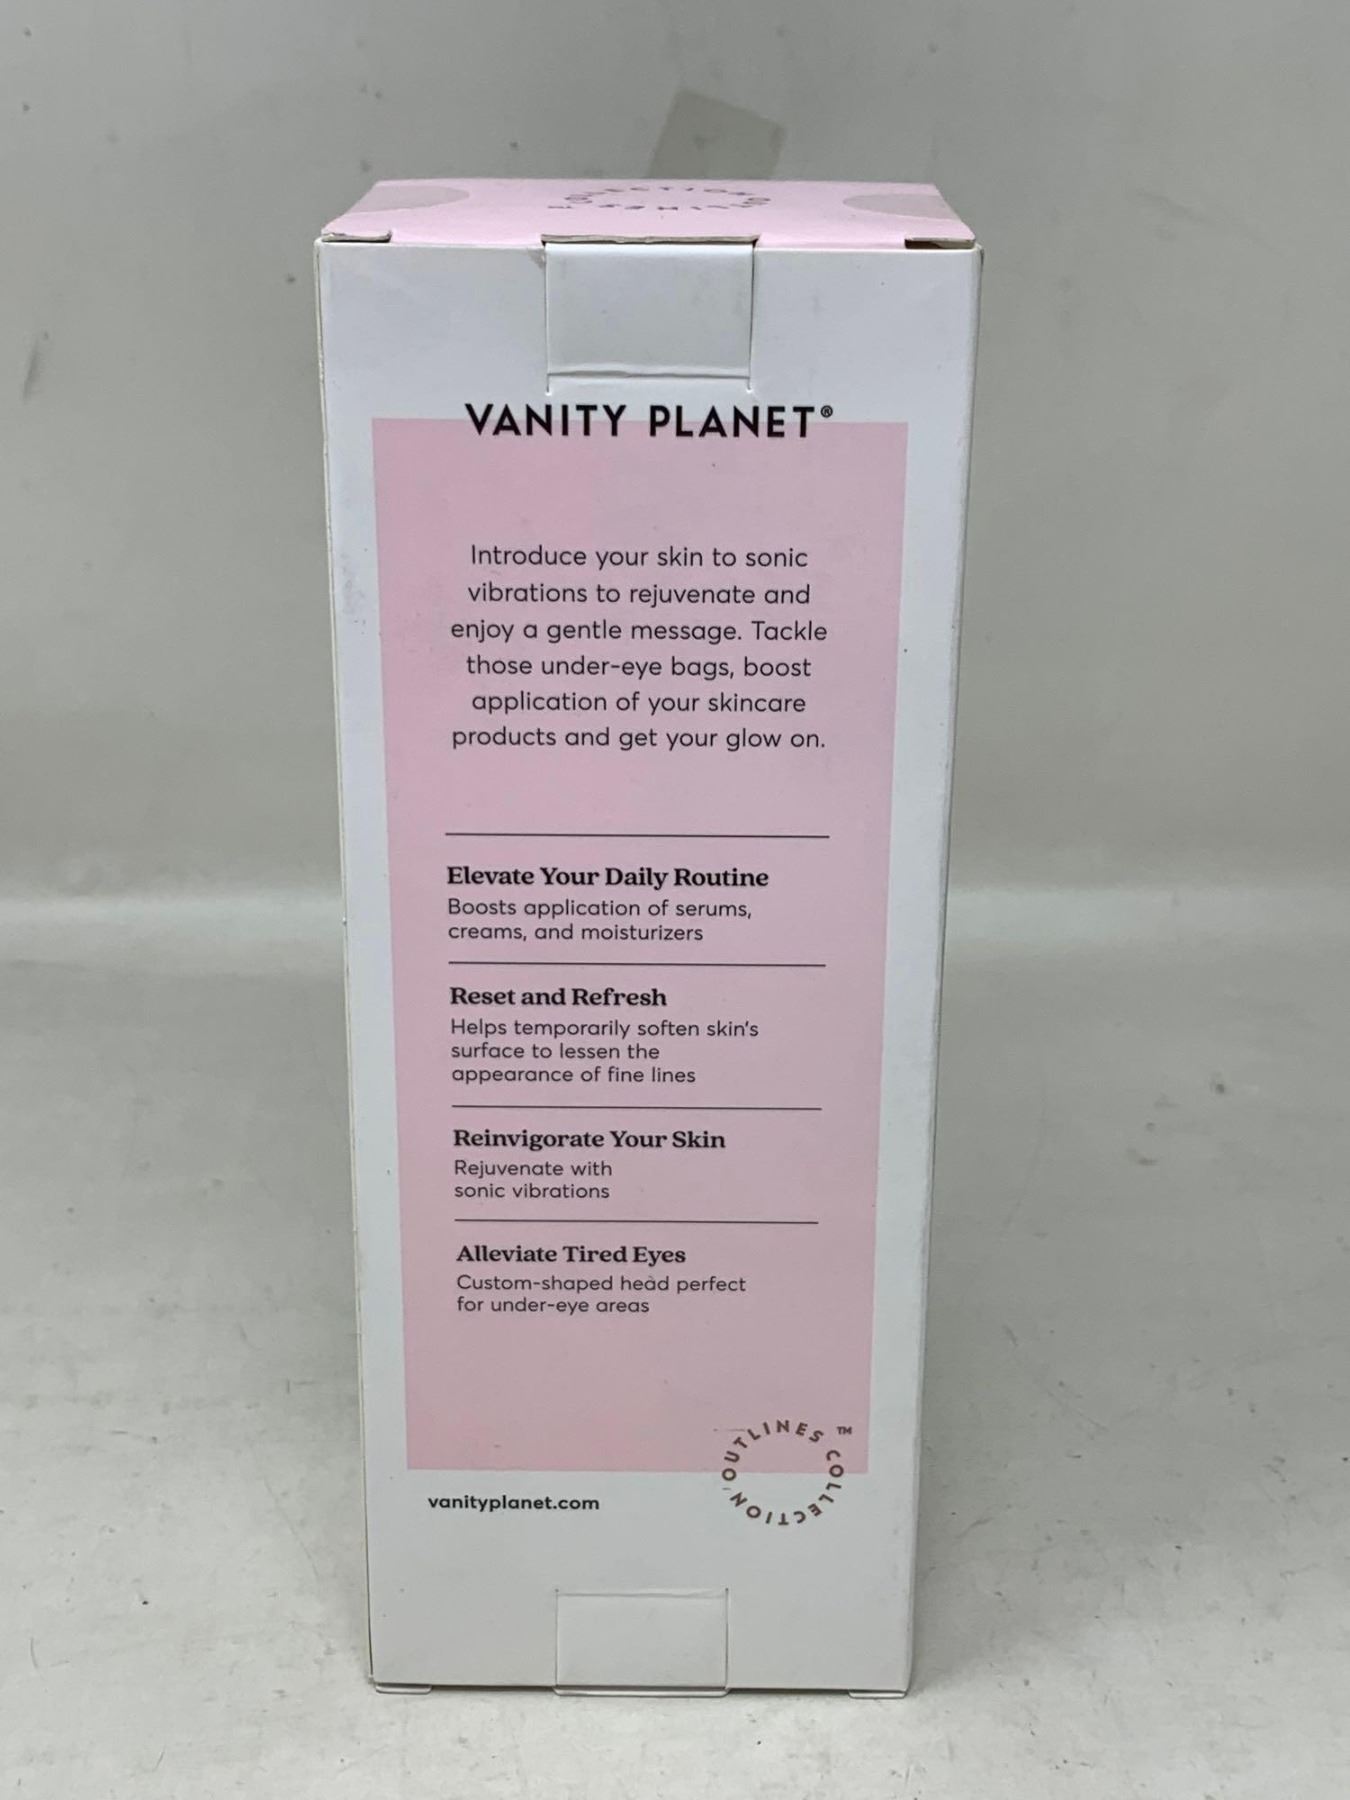 COLLECTION OUTLINES
VANITY PLANET®
Introduce your skin to sonic
vibrations to rejuvenate and
enjoy a gentle message. Tackle
those under-eye bags, boost
application of your skincare
products and get your glow on.
Elevate Your Daily Routine
Boosts application of serums,
creams, and moisturizers
Reset and Refresh
Helps temporarily soften skin's
surface to lessen the
appearance of fine lines
Reinvigorate Your Skin
Rejuvenate with
sonic vibrations
Alleviate Tired Eyes
Custom-shaped head perfect
for under-eye areas
OUTLINES COLLECTION ™
vanityplanet.com